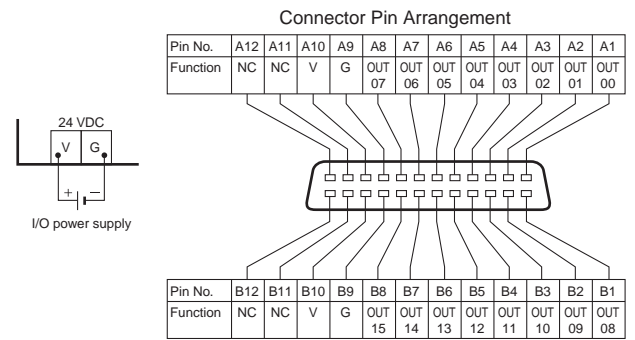 Connector Pin Arrangement
Pin No. A12 A11 A10 A9 A8 A7 A6 A5 A4 A3 A2 A1
Function NC NC V G OUT 07 OUT 06 OUT 05 OUT 04 OUT 03 OUT 02 OUT 01 OUT 00
24 VDC
V G
+ −
I/O power supply
Pin No. B12 B11 B10 B9 B8 B7 B6 B5 B4 B3 B2 B1
Function NC NC V G OUT 15 OUT 14 OUT 13 OUT 12 OUT 11 OUT 10 OUT 09 OUT 08